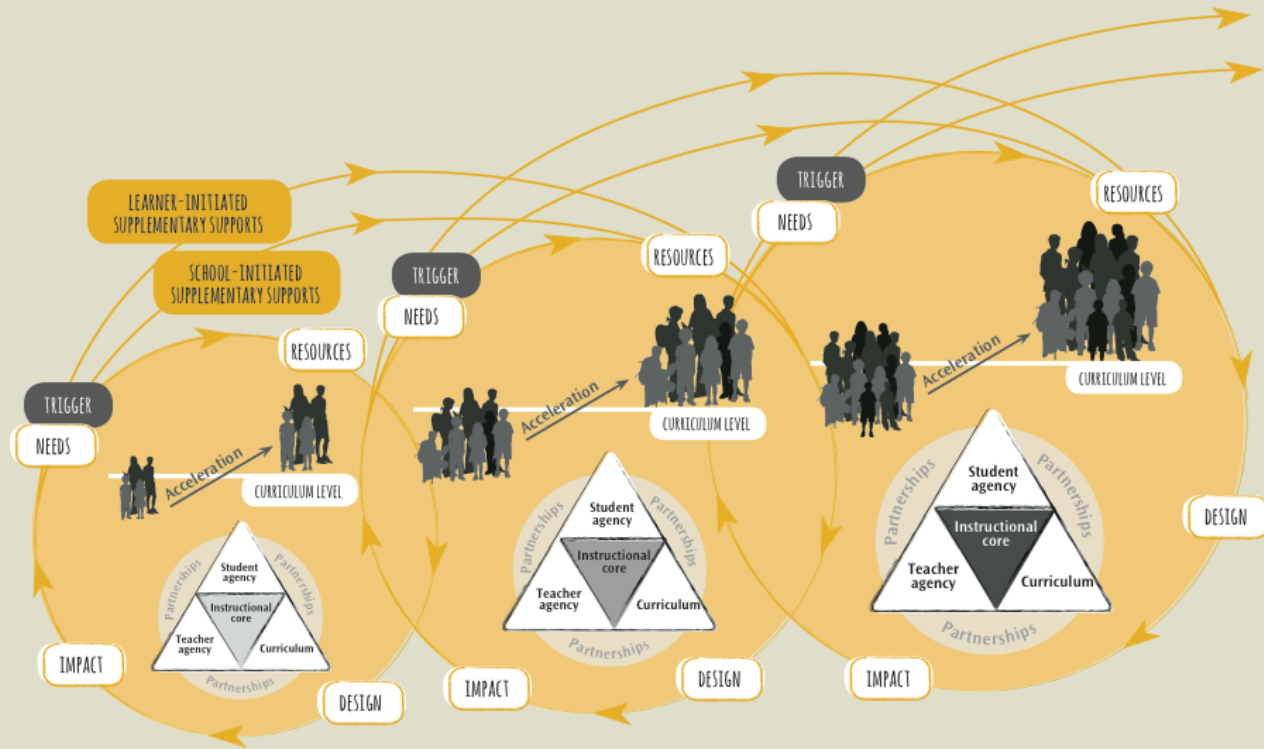 LEARNER-INITIATED
SUPPLEMENTARY SUPPORTS
SCHOOL-INITIATED
SUPPLEMENTARY SUPPORTS
TRIGGER
NEEDS
RESOURCES
Acceleration
CURRICULUM LEVEL
Student
agency
Instructional
core
Teacher
agency
Curriculum
Partnerships
Partnerships
Partnerships
IMPACT
DESIGN
TRIGGER
NEEDS
RESOURCES
Acceleration
CURRICULUM LEVEL
Student
agency
Instructional
core
Teacher
agency
Curriculum
Partnerships
Partnerships
Partnerships
IMPACT
DESIGN
TRIGGER
NEEDS
RESOURCES
Acceleration
CURRICULUM LEVEL
Student
agency
Instructional
core
Teacher
agency
Curriculum
Partnerships
Partnerships
Partnerships
IMPACT
DESIGN